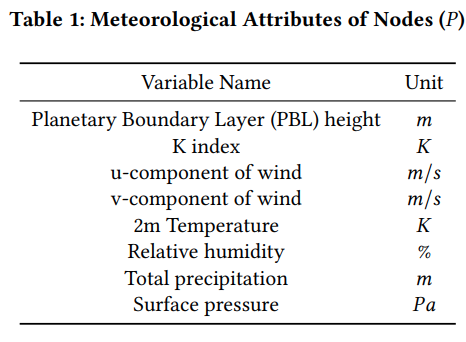 Table 1: Meteorological Attributes of Nodes (P)
Variable Name Unit
Planetary Boundary Layer (PBL) height m
K index K
u-component of wind m/s
v-component of wind m/s
2m Temperature K
Relative humidity %
Total precipitation m
Surface pressure Pa